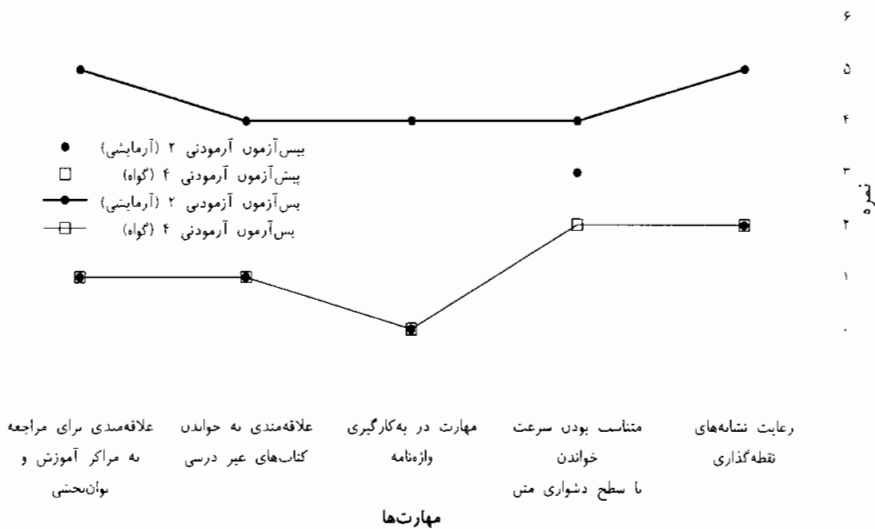 ۶
۵
۴
۳
۲
۱
۰
نمره
پیش‌آزمون آزمودنی ۲ (آزمایشی)
پیش‌آزمون آزمودنی ۴ (گواه)
پس‌آزمون آزمودنی ۲ (آزمایشی)
پس‌آزمون آزمودنی ۴ (گواه)
رعایت نشانه‌های
نقطه‌گذاری
متناسب بودن سرعت
خواندن
با سطح دشواری متن
مهارت در به‌کارگیری
واژه‌نامه
علاقه‌مندی به خواندن
کتاب‌های غیر درسی
علاقه‌مندی برای مراجعه
به مراکز آموزش و
توان‌بخشی
مهارت‌ها